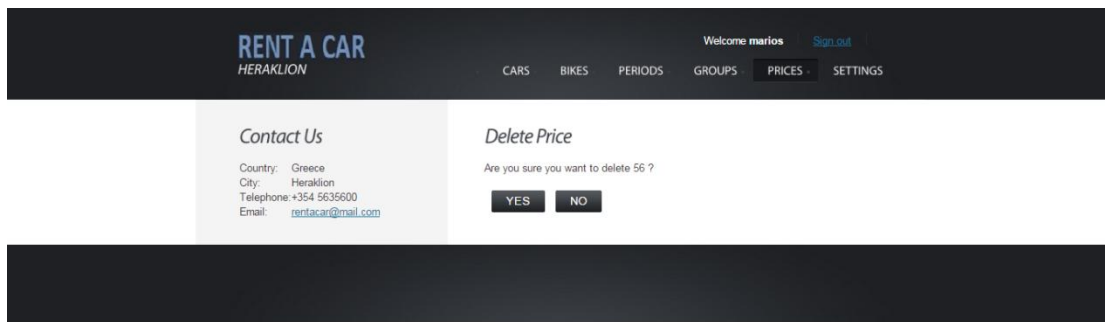 RENT A CAR
HERAKLION
Welcome marios
Sign out
CARS BIKES PERIODS GROUPS PRICES SETTINGS
Contact Us
Country: Greece
City: Heraklion
Telephone:+354 5635600
Email: rentacar@mail.com
Delete Price
Are you sure you want to delete 56 ?
YES NO